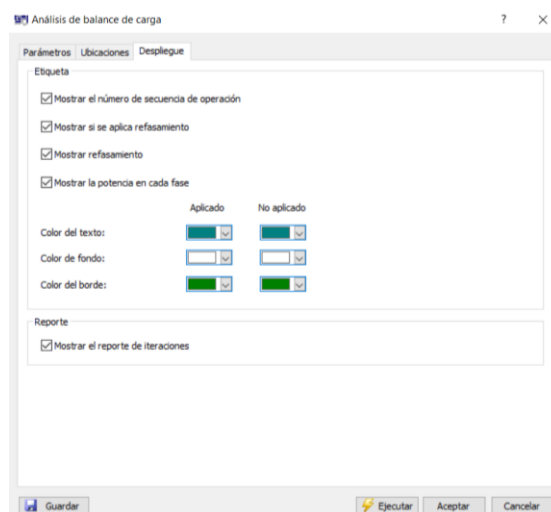 Análisis de balance de carga
Parámetros Ubicaciones Despliegue
Etiqueta
Mostrar el número de secuencia de operación
Mostrar si se aplica refasamiento
Mostrar refasamiento
Mostrar la potencia en cada fase
Aplicado No aplicado
Color del texto:
Color de fondo:
Color del borde:
Reporte
Mostrar el reporte de iteraciones
Guardar Ejecutar Aceptar Cancelar